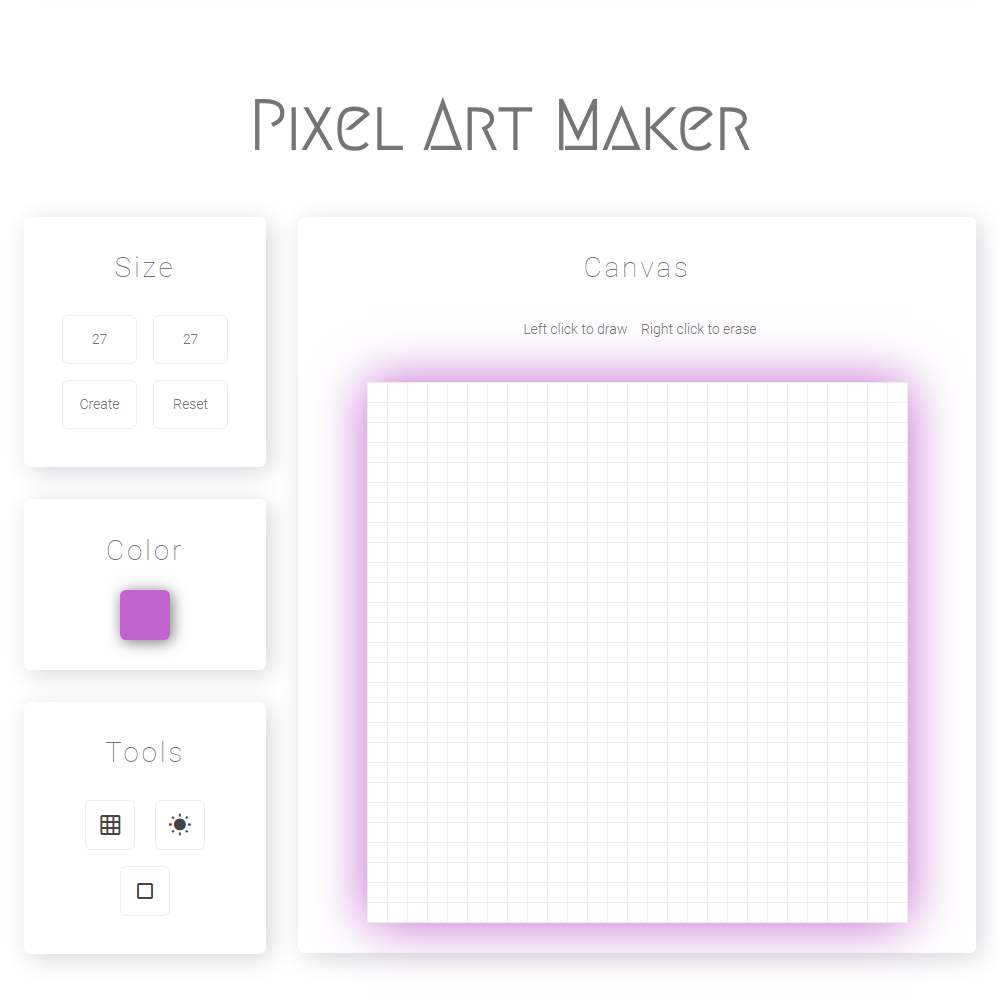 Pixel Art Maker
Size
27 27
Create Reset
Color
Tools
Canvas
Left click to draw Right click to erase